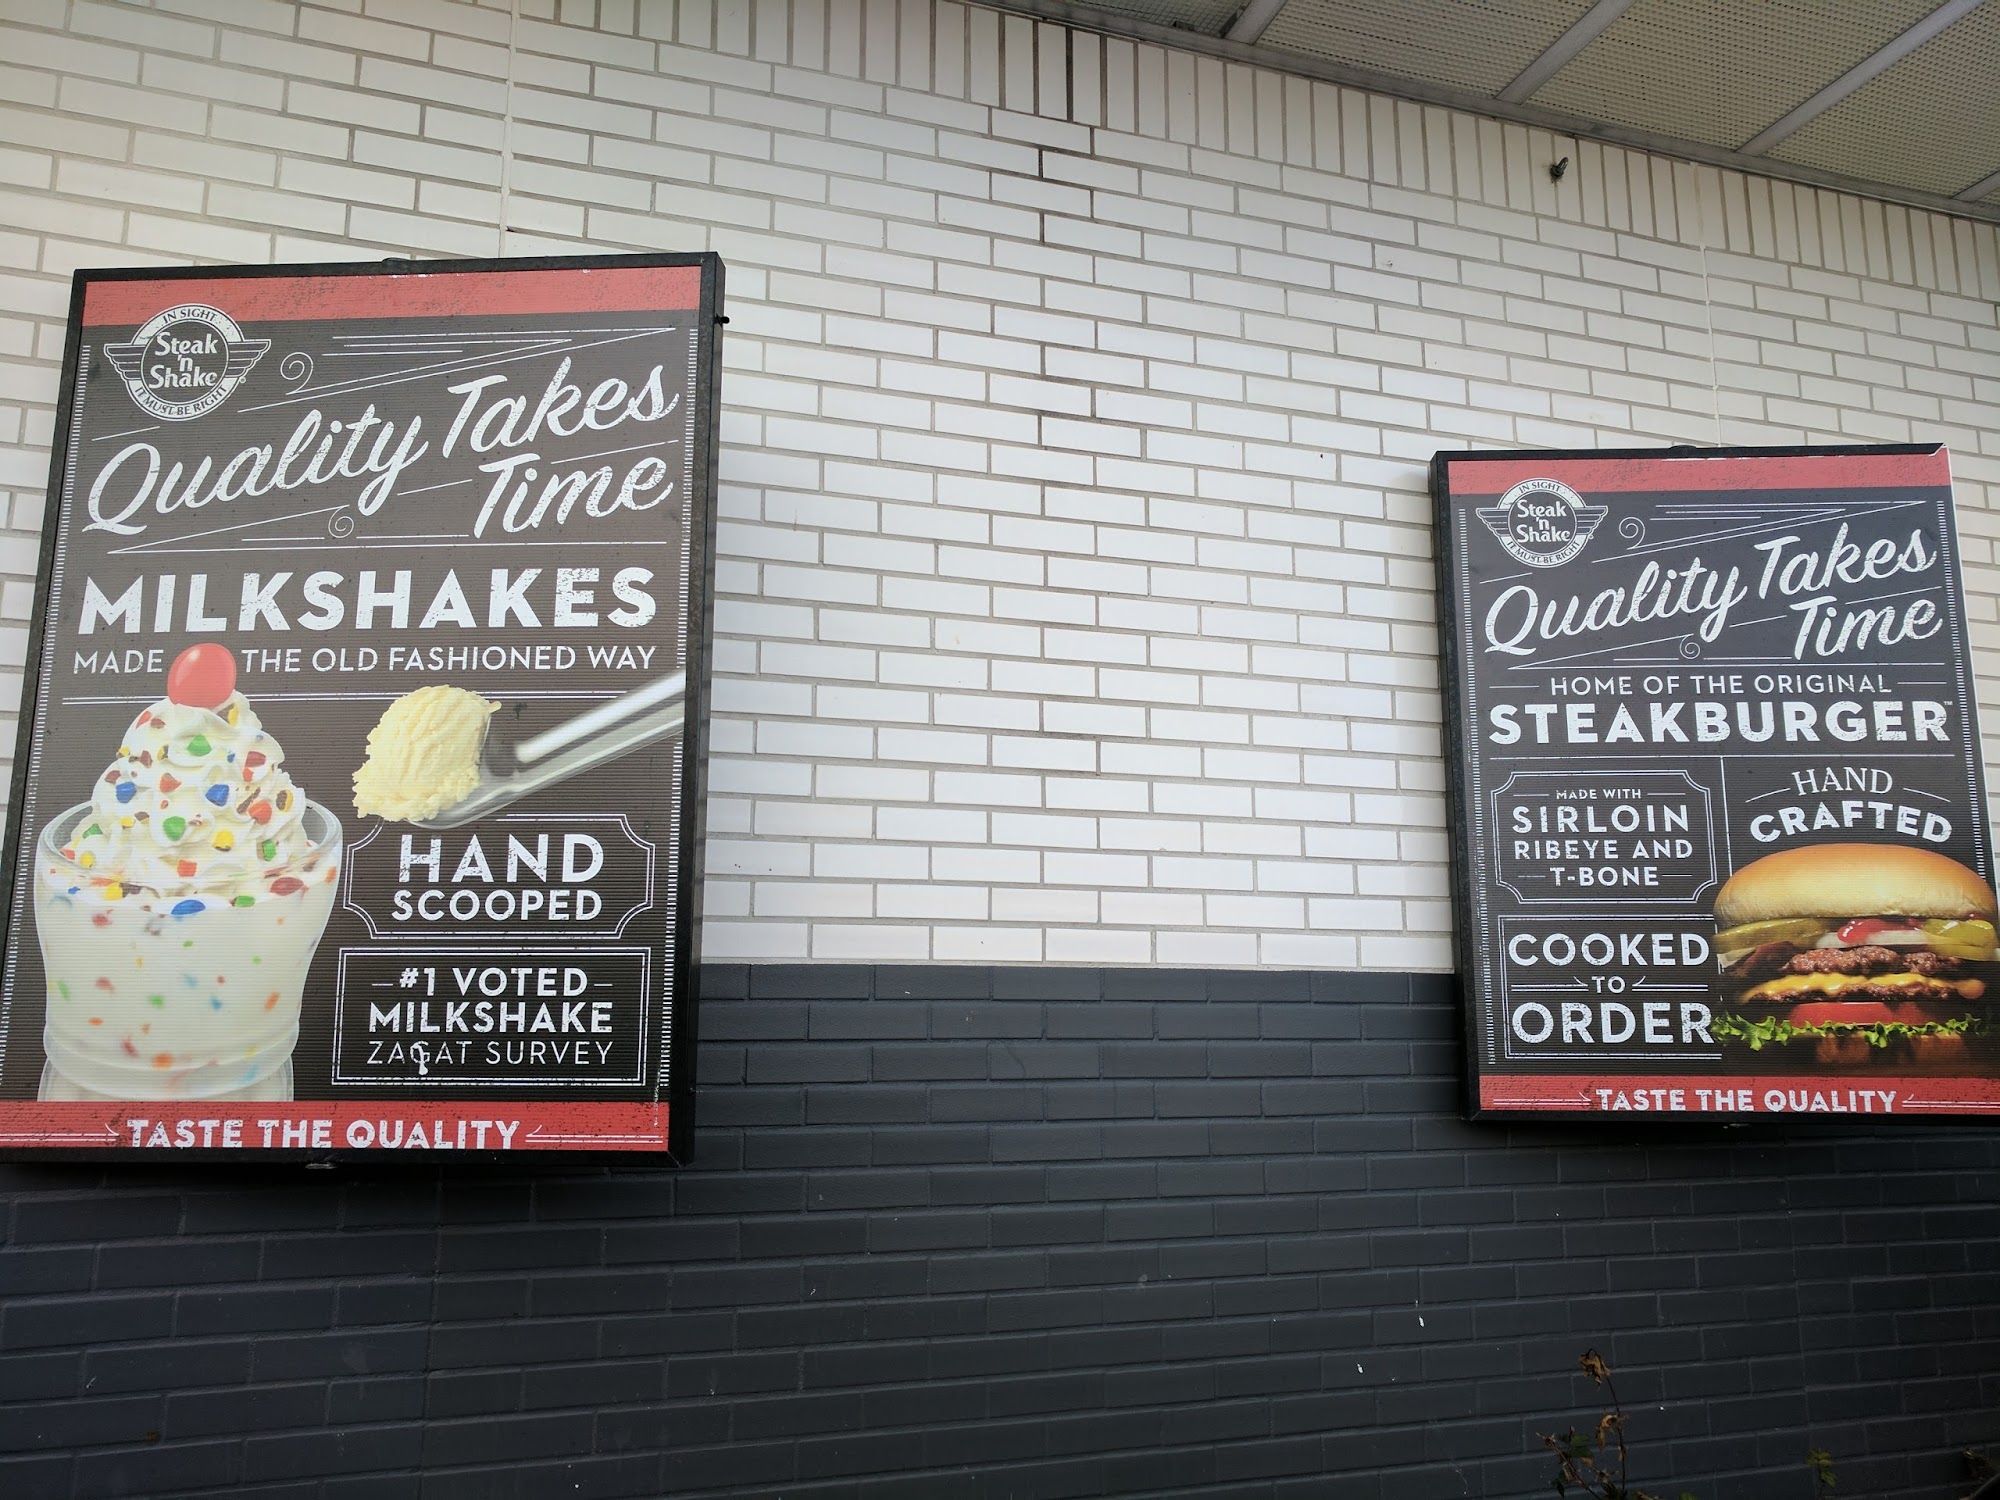 IN SIGHT
Steak
'n
Shake
IT MUST BE RIGHT
Quality Takes
Time
MILKSHAKES
MADE THE OLD FASHIONED WAY
HAND
SCOOPED
#1 VOTED
MILKSHAKE
ZAGAT SURVEY
TASTE THE QUALITY
IN SIGHT
Steak
'n
Shake
IT MUST BE RIGHT
Quality Takes
Time
HOME OF THE ORIGINAL
STEAKBURGER™
MADE WITH
SIRLOIN
RIBEYE AND
T-BONE
HAND
CRAFTED
COOKED
TO
ORDER
TASTE THE QUALITY